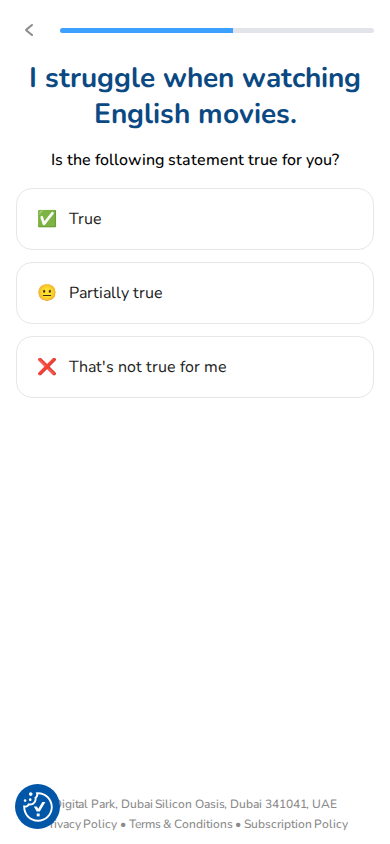 I struggle when watching
English movies.
Is the following statement true for you?
True
Partially true
That's not true for me
Digital Park, Dubai Silicon Oasis, Dubai 341041, UAE
Privacy Policy • Terms & Conditions • Subscription Policy